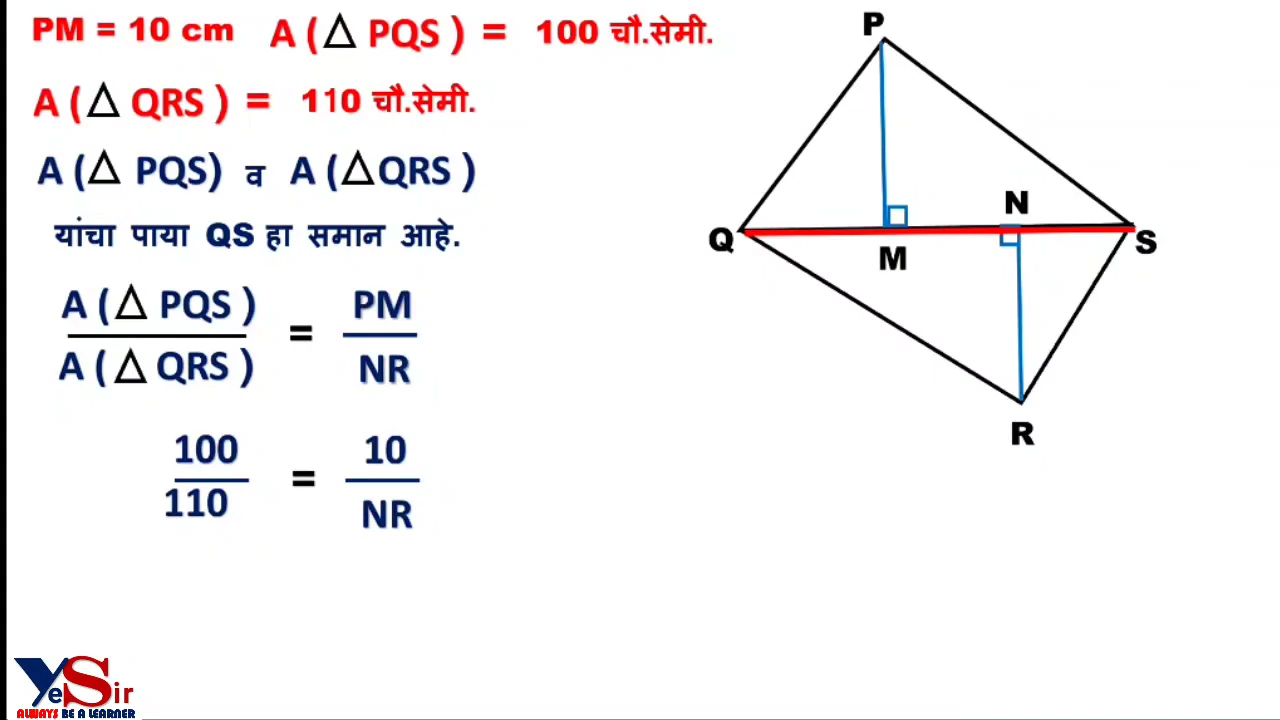 PM = 10 cm A ( △ PQS ) = 100 चौ.सेमी.
A ( △ QRS ) = 110 चौ.सेमी.
A ( △ PQS) व A ( △QRS )
यांचा पाया QS हा समान आहे.
A ( △ PQS ) = PM
A ( △ QRS ) NR
100 = 10
110 NR
P
N
Q
M
S
R
YeSir
ALWAYS BE A LEARNER